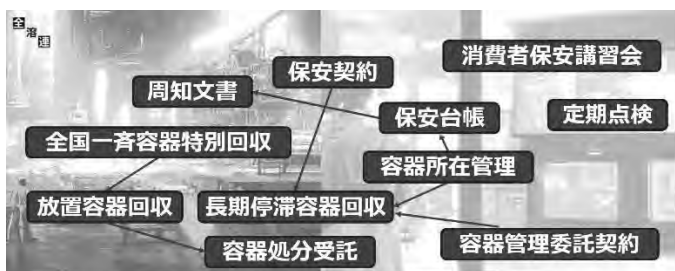 全溶連
消費者保安講習会
保安契約
周知文書
保安台帳
定期点検
全国一斉容器特別回収
容器所在管理
放置容器回収
長期停滞容器回収
容器処分受託
容器管理委託契約